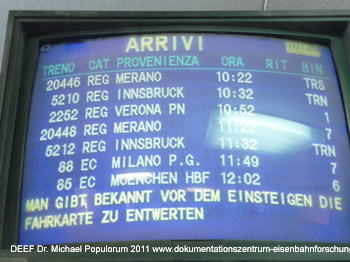 ARRIVI
TRENO CAT PROVENIENZA ORA RIT BIN
20446 REG MERANO 10:22 TRS
5210 REG INNSBRUCK 10:32 TRN
2252 REG VERONA PN 10:52 1
20448 REG MERANO 11:22 7
5212 REG INNSBRUCK 11:32 TRN
88 EC MILANO P.G. 11:49 7
85 EC MUENCHEN HBF 12:02 6
MAN GIBT BEKANNT VOR DEM EINSTEIGEN DIE
FAHRKARTE ZU ENTWERTEN
DEEF Dr. Michael Populorum 2011 www.dokumentationszentrum-eisenbahnforschung